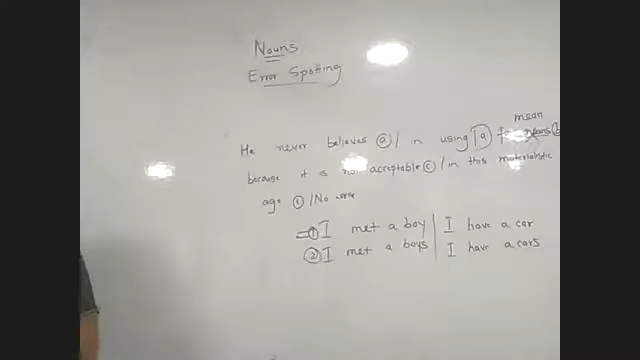 Nouns
Error Spotting
mean
He never believes ⓐ/ in using a means b
because it is not acceptable ⓒ/in this materialistic
age /No error
① I met a boy | I have a car
② I met a boys | I have a cars